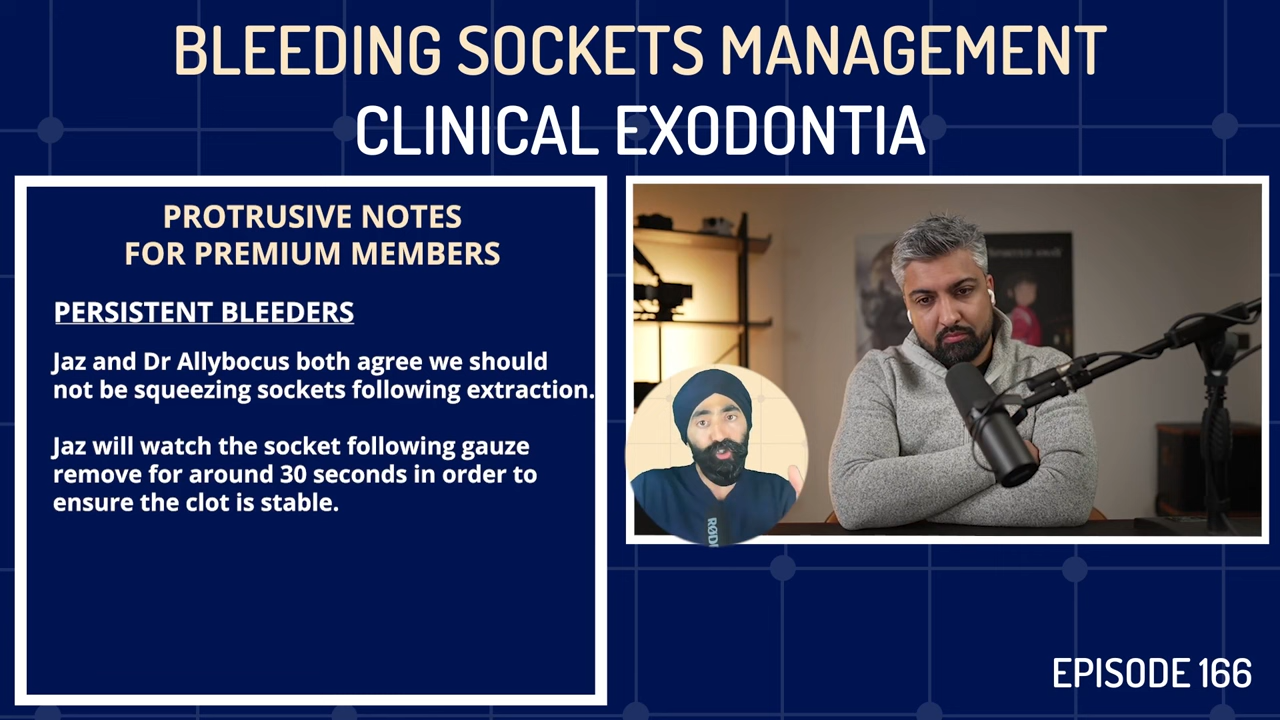 BLEEDING SOCKETS MANAGEMENT
CLINICAL EXODONTIA
PROTRUSIVE NOTES
FOR PREMIUM MEMBERS
PERSISTENT BLEEDERS
Jaz and Dr Allybocus both agree we should
not be squeezing sockets following extraction.
Jaz will watch the socket following gauze
remove for around 30 seconds in order to
ensure the clot is stable.
EPISODE 166